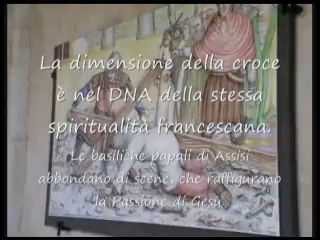 La dimensione della croce
è nel DNA della stessa
spiritualità francescana.
Le basiliche papali di Assisi
abbondano di scene, che raffigurano
la Passione di Gesù